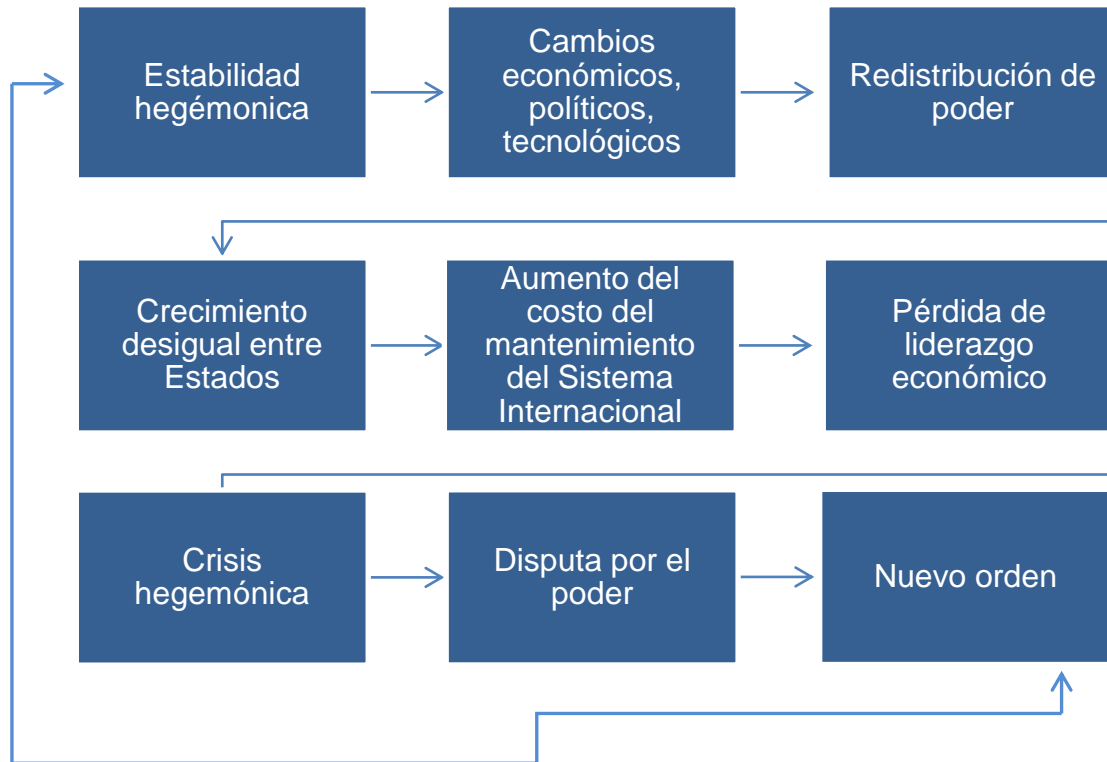 Estabilidad
hegémonica
Cambios
económicos,
políticos,
tecnológicos
Redistribución de
poder
Crecimiento
desigual entre
Estados
Aumento del
costo del
mantenimiento
del Sistema
Internacional
Pérdida de
liderazgo
económico
Crisis
hegemónica
Disputa por el
poder
Nuevo orden